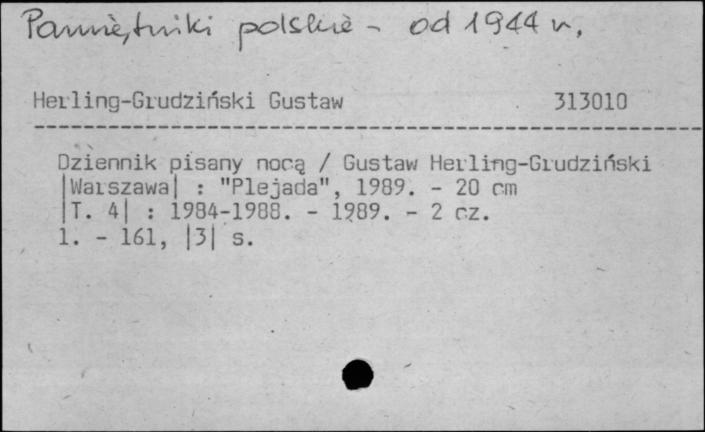 Pamiętniki polskie - od 1944 r.
Herling-Grudziński Gustaw 313010
Dziennik pisany nocą / Gustaw Herling-Grudziński
|Warszawa| : "Plejada", 1989. - 20 cm
|T. 4| : 1984-1988. - 1989. - 2 cz.
1. - 161, |3| s.